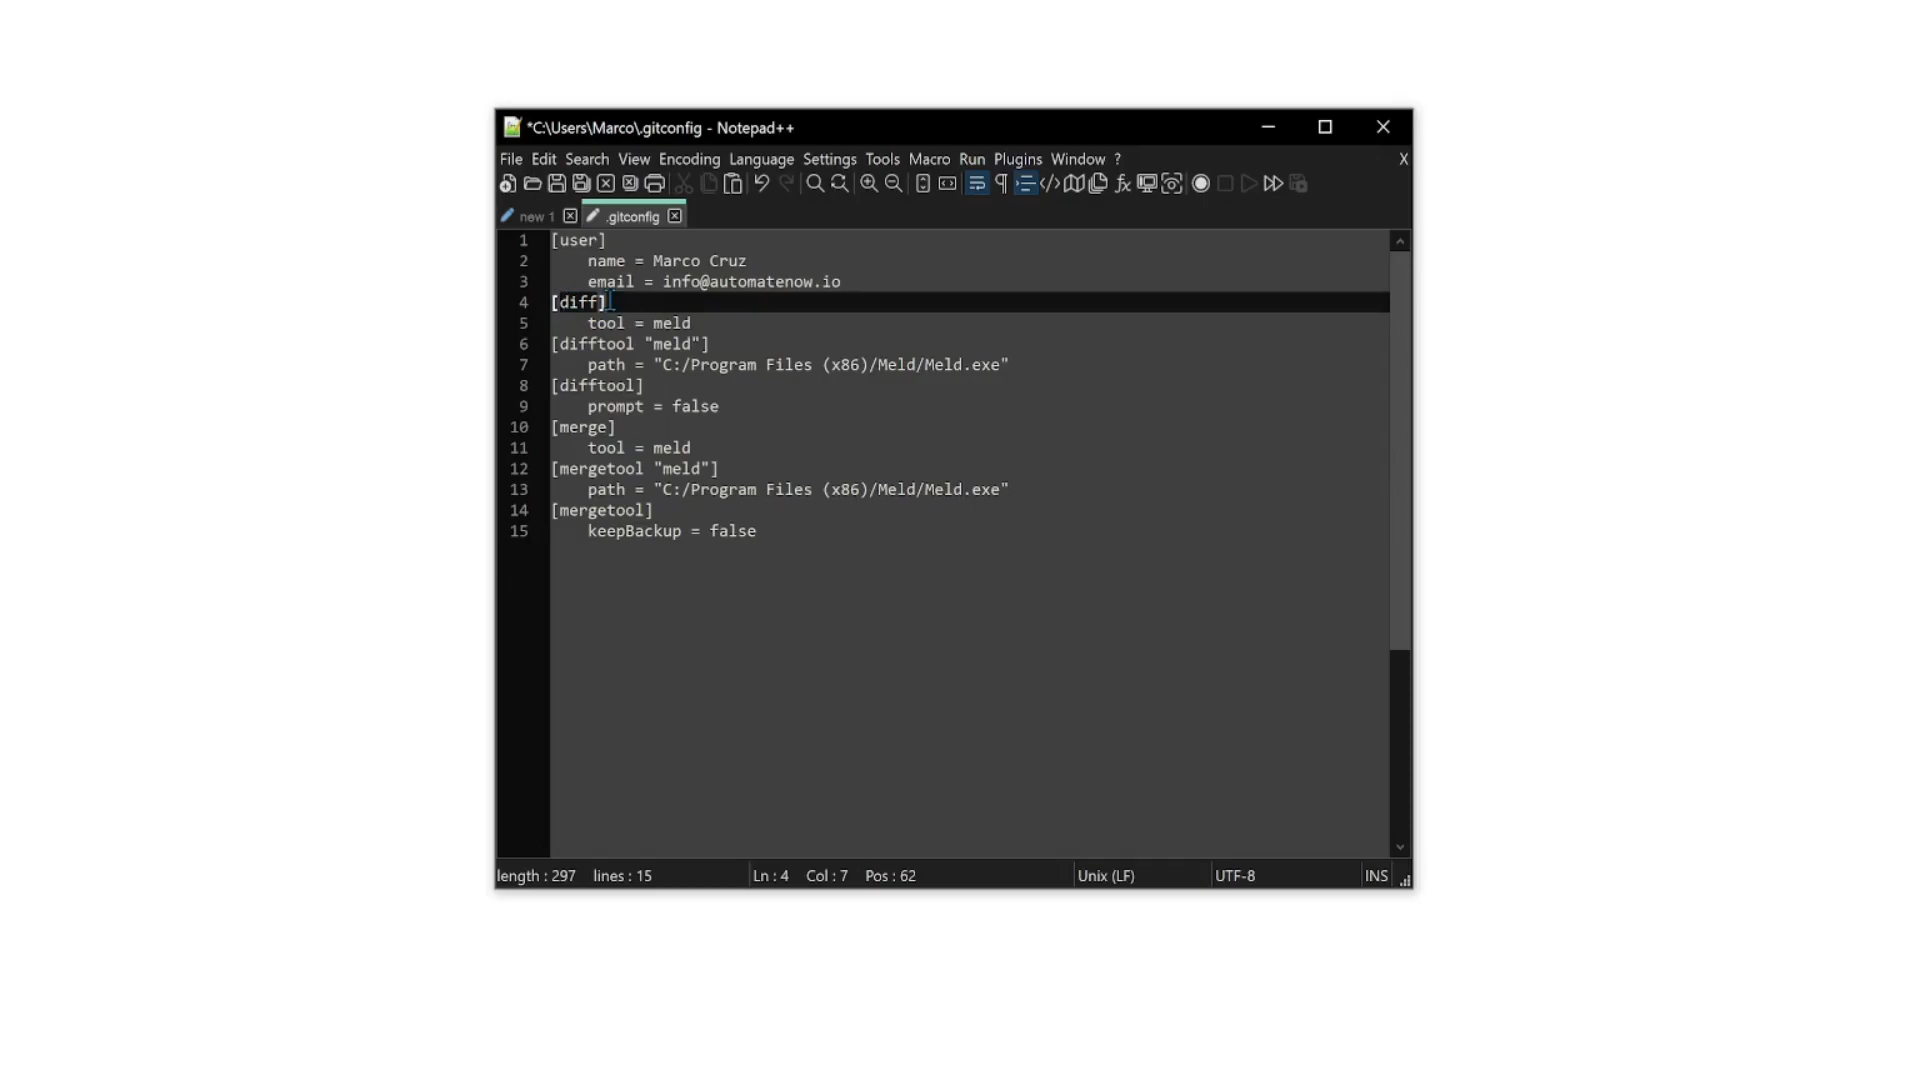 *C:\Users\Marco\.gitconfig - Notepad++
File Edit Search View Encoding Language Settings Tools Macro Run Plugins Window ? X
new 1 .gitconfig
1 [user]
2 name = Marco Cruz
3 email = info@automatenow.io
4 [diff]
5 tool = meld
6 [difftool "meld"]
7 path = "C:/Program Files (x86)/Meld/Meld.exe"
8 [difftool]
9 prompt = false
10 [merge]
11 tool = meld
12 [mergetool "meld"]
13 path = "C:/Program Files (x86)/Meld/Meld.exe"
14 [mergetool]
15 keepBackup = false
length : 297 lines : 15 Ln : 4 Col : 7 Pos : 62 Unix (LF) UTF-8 INS